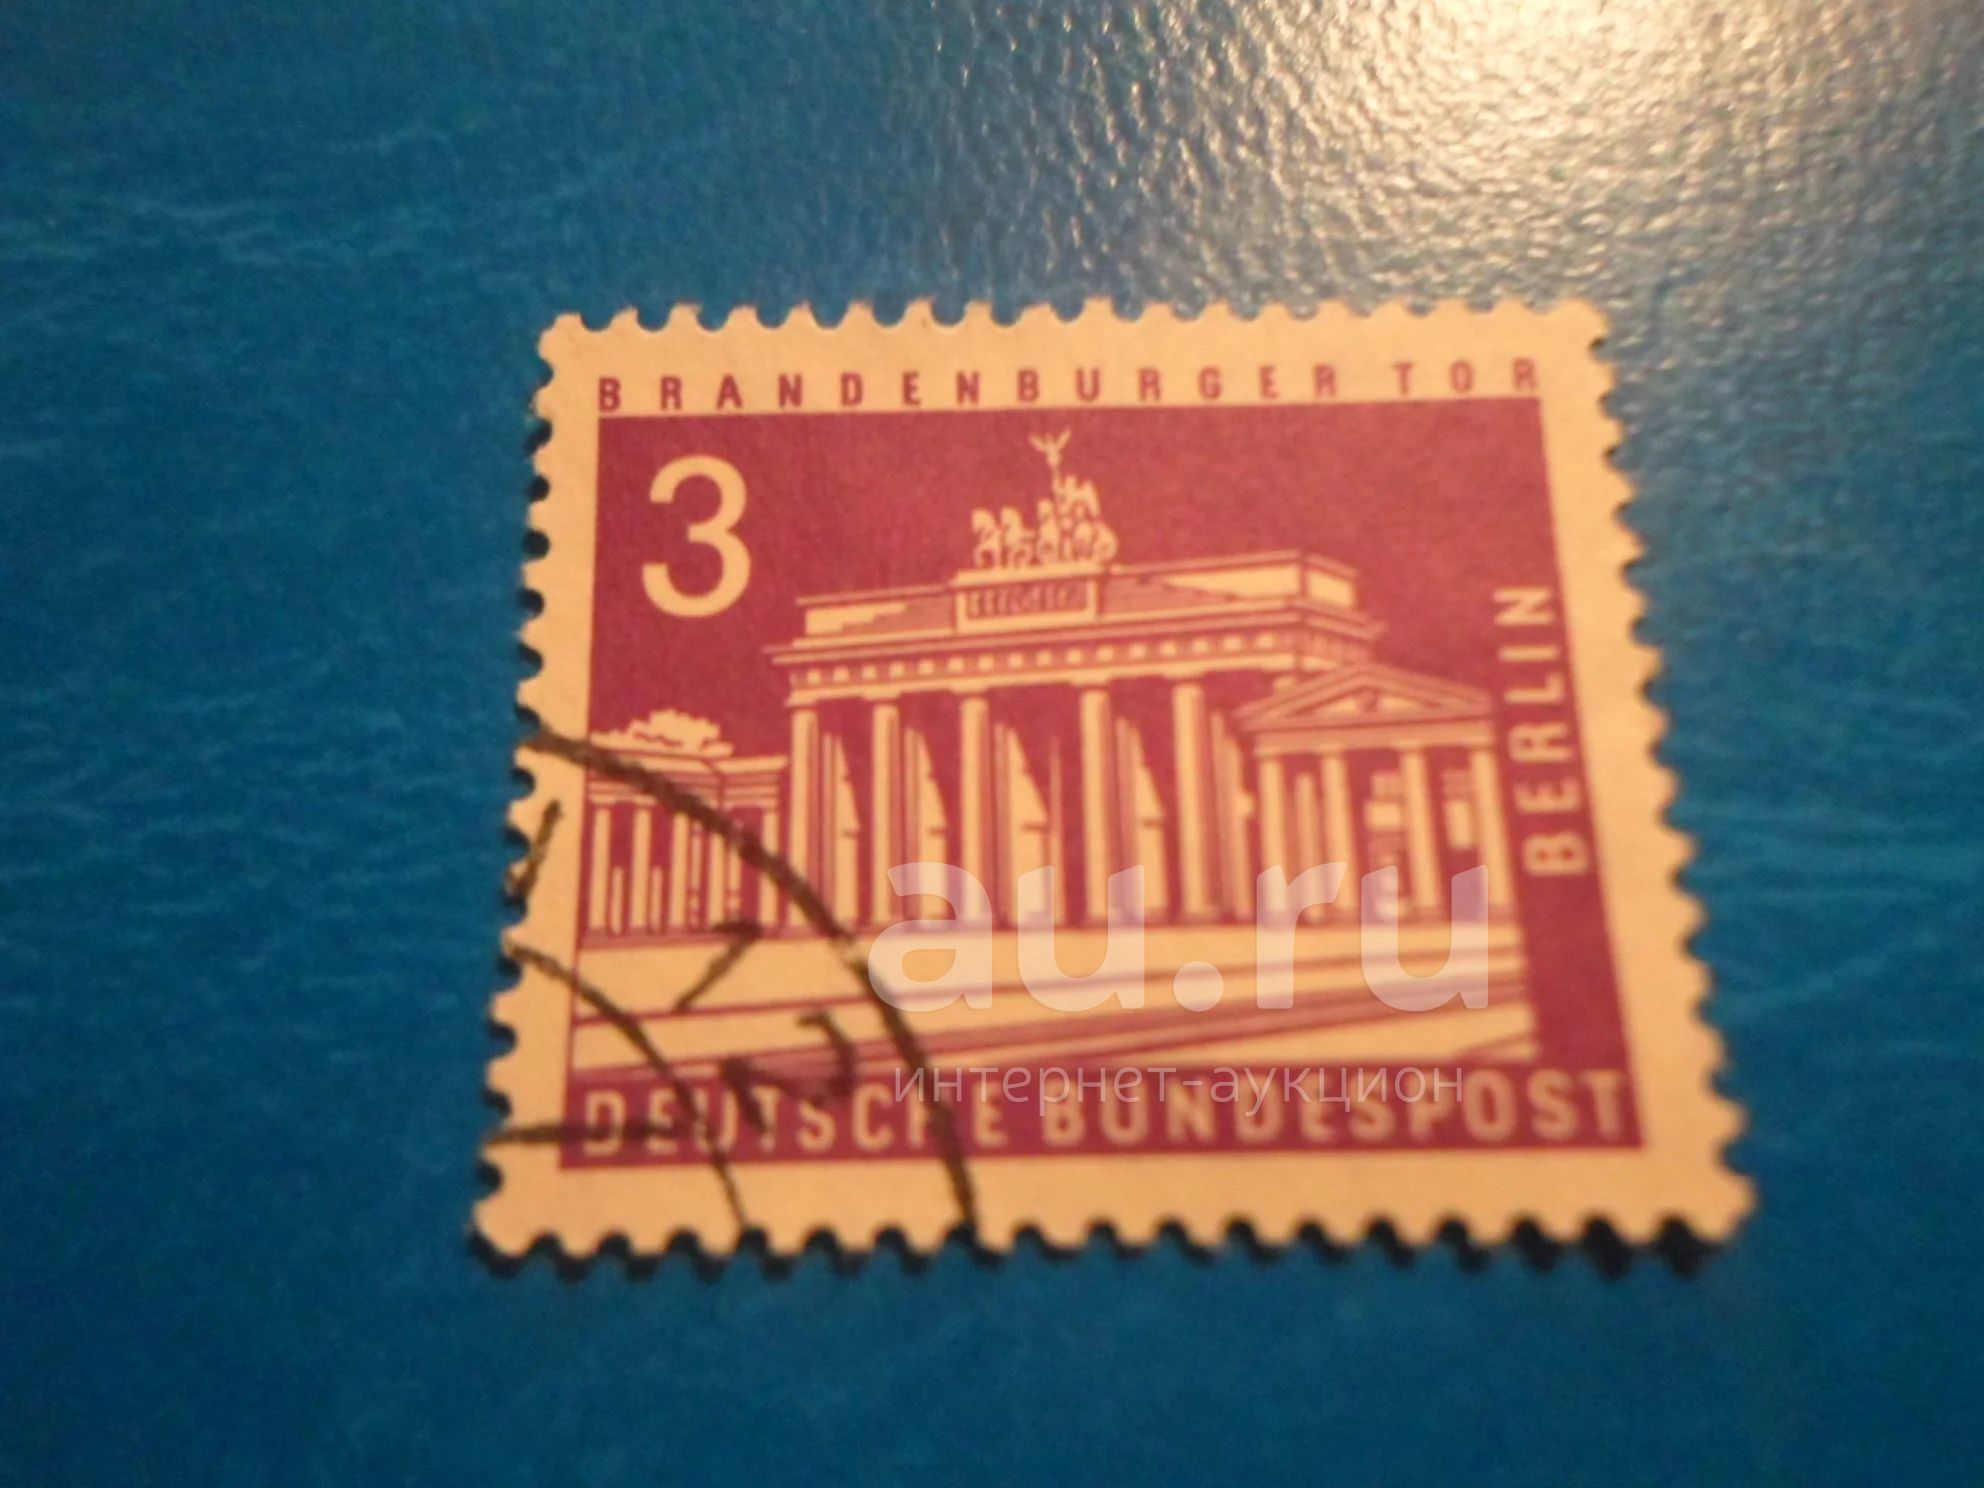 BRANDENBURGER TOR
3
BERLIN
au.ru
интернет-аукцион
DEUTSCHE BUNDESPOST